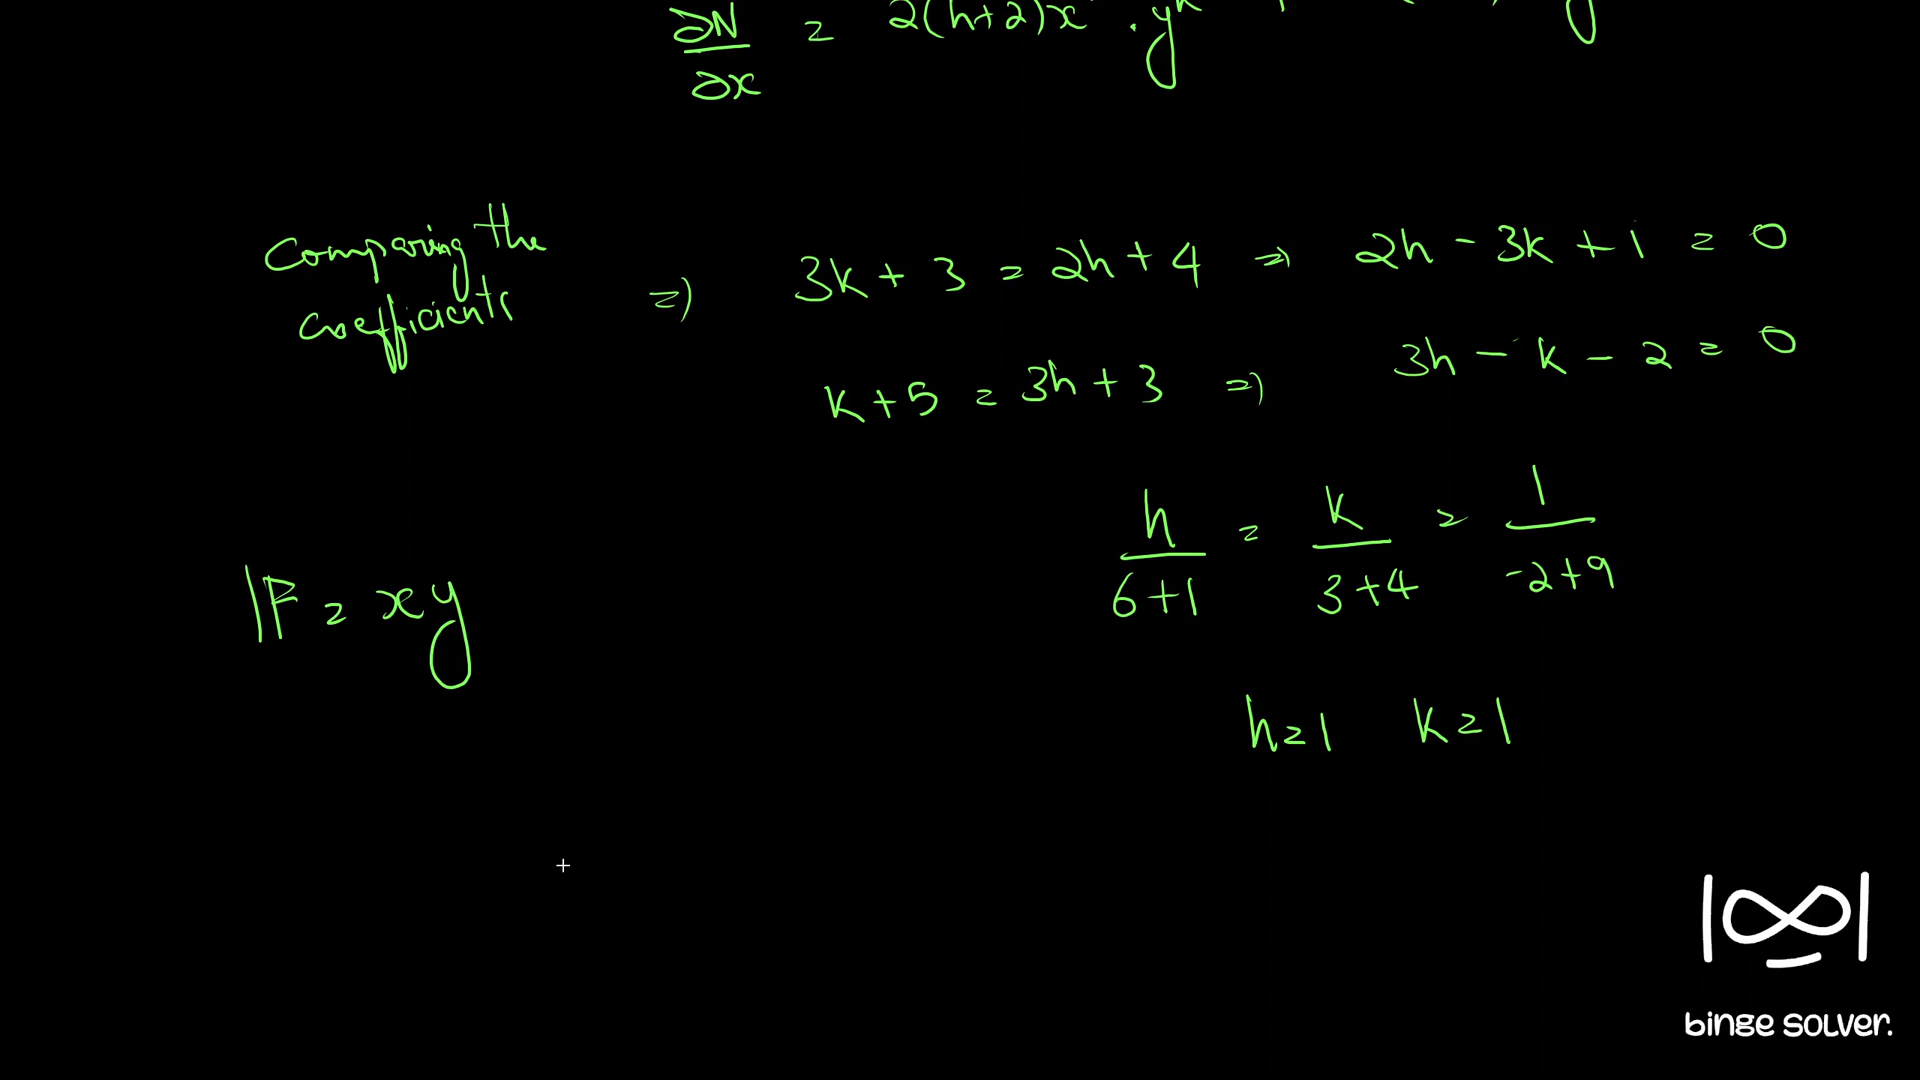 ∂N/∂x = 2(h+2)x . y^k
Comparing the coefficients => 3k + 3 = 2h + 4 => 2h - 3k + 1 = 0
k + 5 = 3h + 3 => 3h - k - 2 = 0
h/(6+1) = k/(3+4) = 1/(-2+9)
IF = xy
h=1 k=1
binge solver.